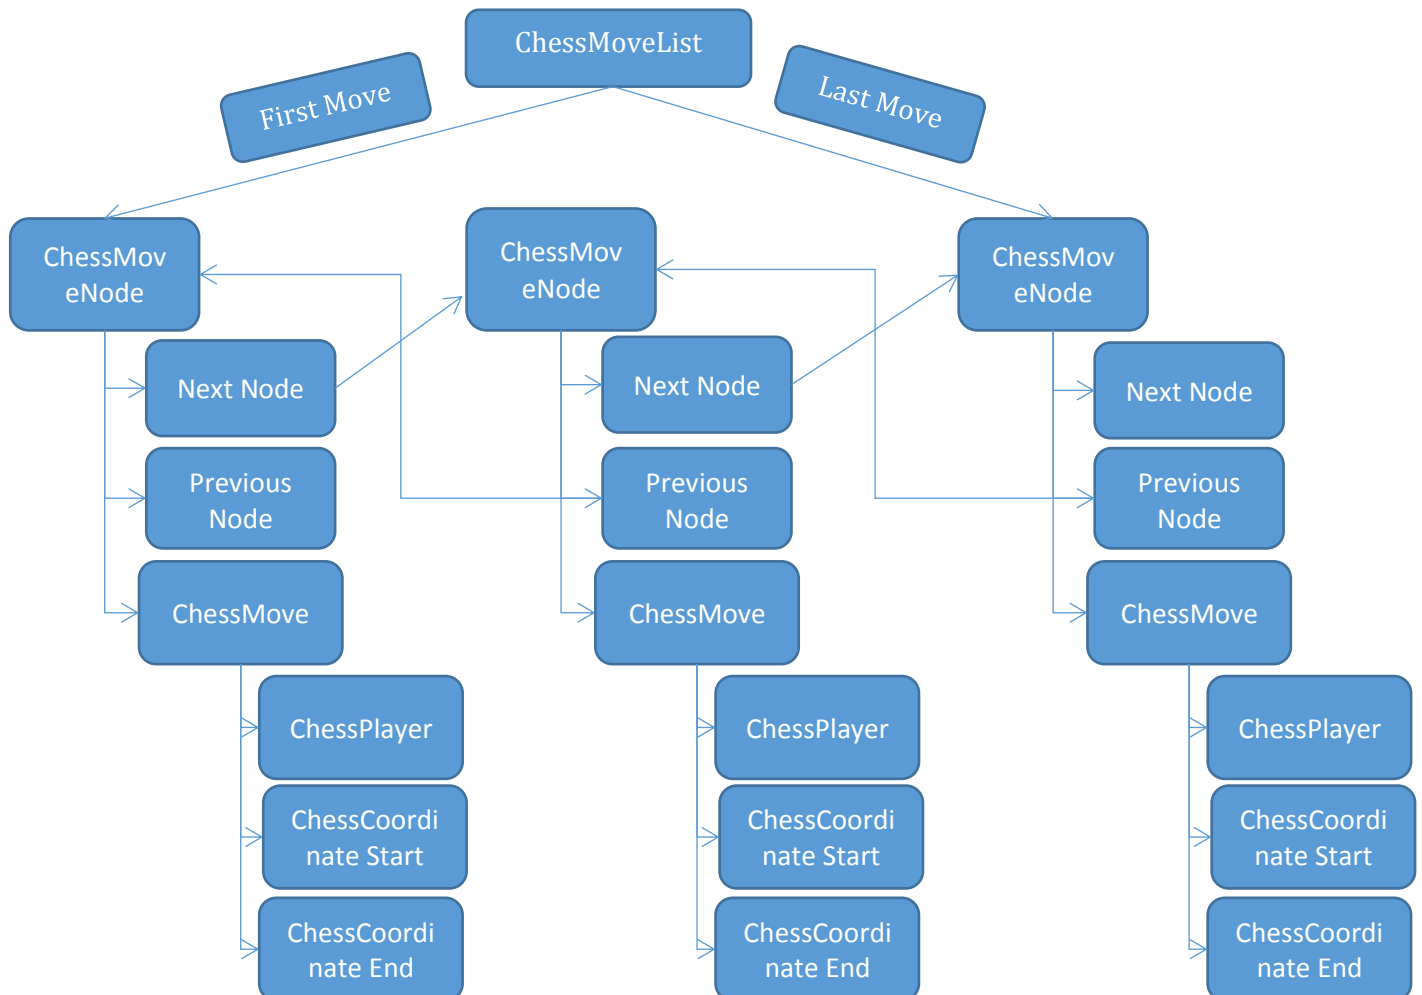 ChessMoveList
First Move
Last Move
ChessMov
eNode
Next Node
Previous
Node
ChessMove
ChessPlayer
ChessCoordi
nate Start
ChessCoordi
nate End
ChessMov
eNode
Next Node
Previous
Node
ChessMove
ChessPlayer
ChessCoordi
nate Start
ChessCoordi
nate End
ChessMov
eNode
Next Node
Previous
Node
ChessMove
ChessPlayer
ChessCoordi
nate Start
ChessCoordi
nate End